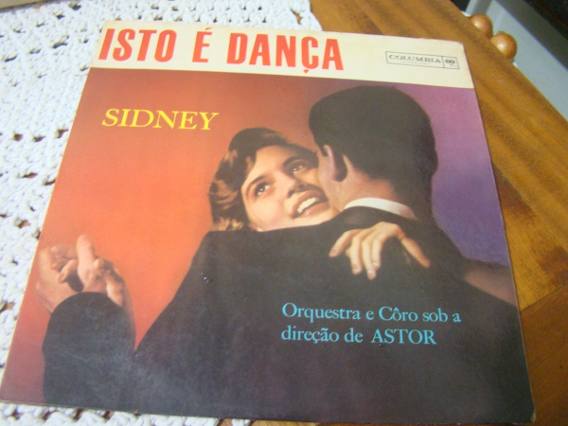 ISTO É DANÇA
COLUMBIA
SIDNEY
Orquestra e Côro sob a
direção de ASTOR